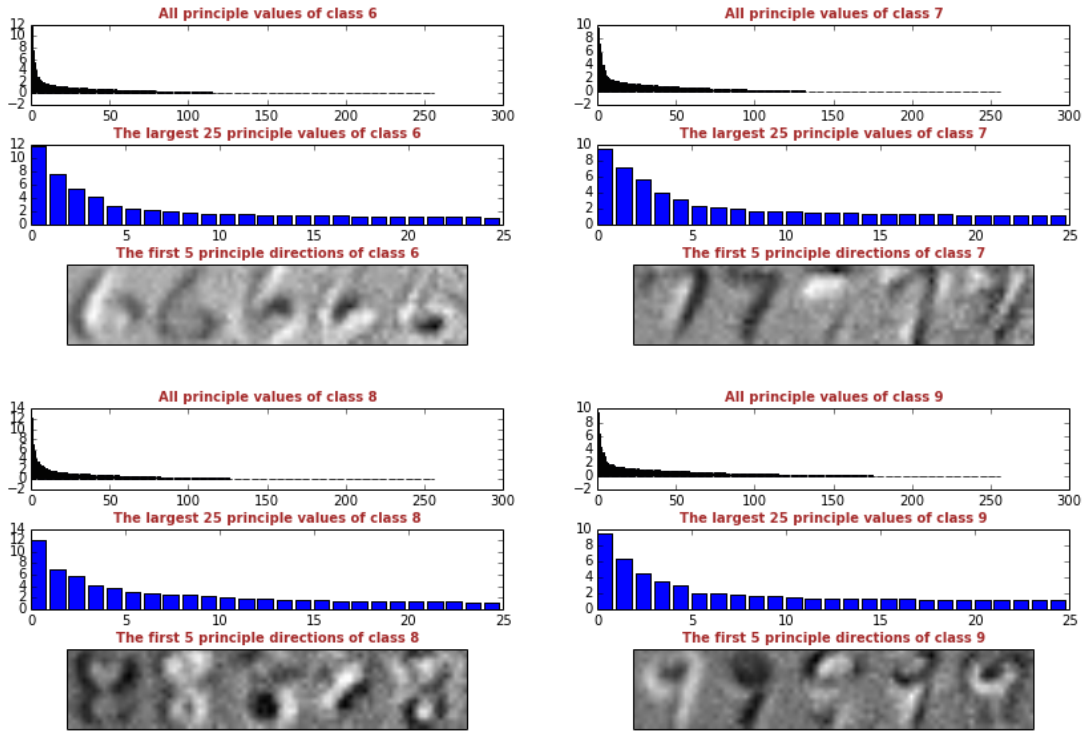 All principle values of class 6
12
10
8
6
4
2
0
−2
0 50 100 150 200 250 300
The largest 25 principle values of class 6
12
10
8
6
4
2
0
0 5 10 15 20 25
The first 5 principle directions of class 6
All principle values of class 7
10
8
6
4
2
0
−2
0 50 100 150 200 250 300
The largest 25 principle values of class 7
10
8
6
4
2
0
0 5 10 15 20 25
The first 5 principle directions of class 7
All principle values of class 8
14
12
10
8
6
4
2
0
−2
0 50 100 150 200 250 300
The largest 25 principle values of class 8
14
12
10
8
6
4
2
0
0 5 10 15 20 25
The first 5 principle directions of class 8
All principle values of class 9
10
8
6
4
2
0
−2
0 50 100 150 200 250 300
The largest 25 principle values of class 9
10
8
6
4
2
0
0 5 10 15 20 25
The first 5 principle directions of class 9